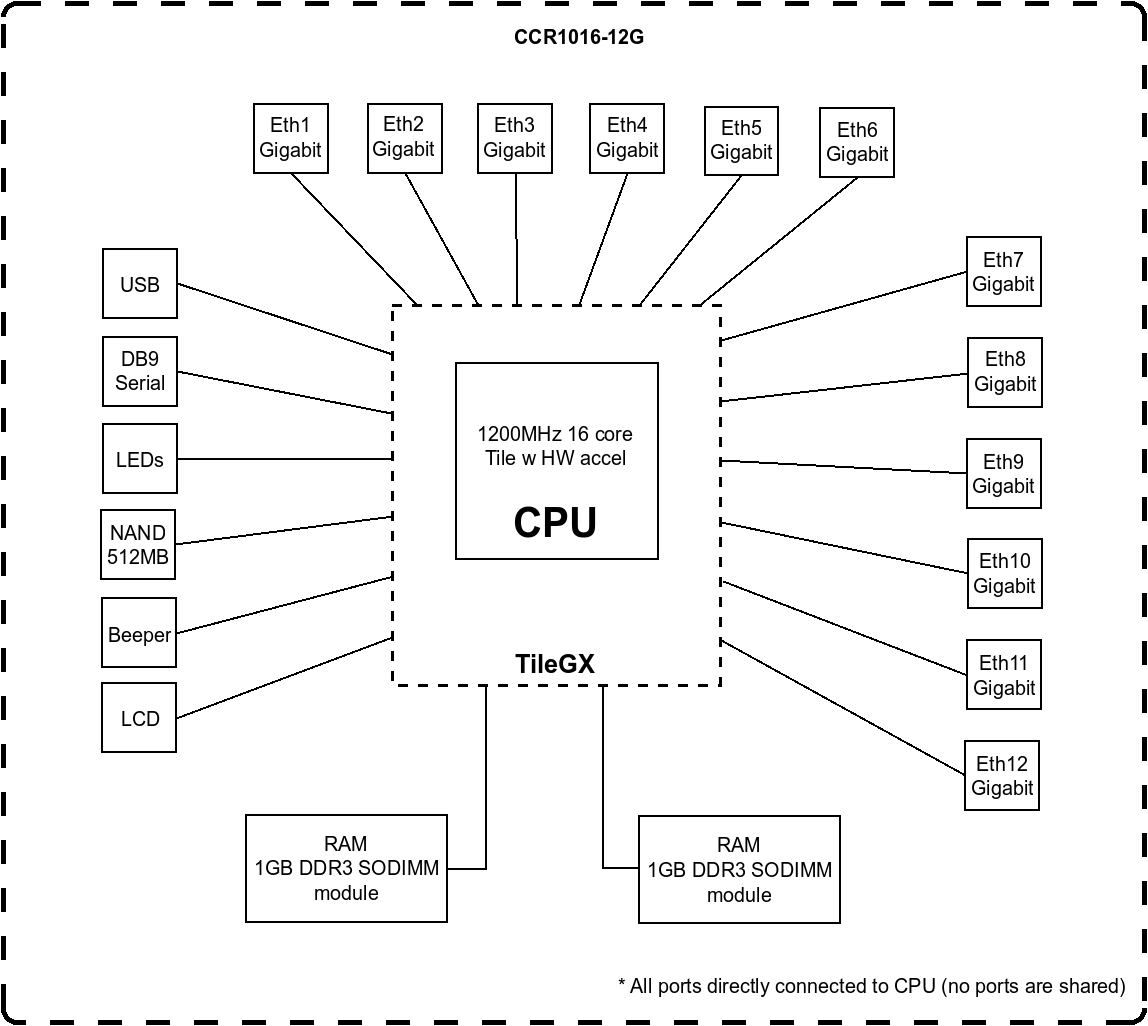 CCR1016-12G
Eth1
Gigabit
Eth2
Gigabit
Eth3
Gigabit
Eth4
Gigabit
Eth5
Gigabit
Eth6
Gigabit
USB
DB9
Serial
LEDs
NAND
512MB
Beeper
LCD
1200MHz 16 core
Tile w HW accel
CPU
TileGX
Eth7
Gigabit
Eth8
Gigabit
Eth9
Gigabit
Eth10
Gigabit
Eth11
Gigabit
Eth12
Gigabit
RAM
1GB DDR3 SODIMM
module
RAM
1GB DDR3 SODIMM
module
* All ports directly connected to CPU (no ports are shared)